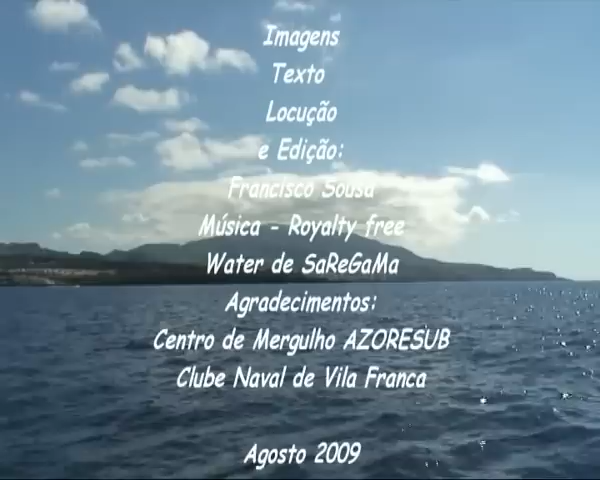 Imagens
Texto
Locução
e Edição:
Francisco Sousa
Música - Royalty free
Water de SaReGaMa
Agradecimentos:
Centro de Mergulho AZORESUB
Clube Naval de Vila Franca
Agosto 2009